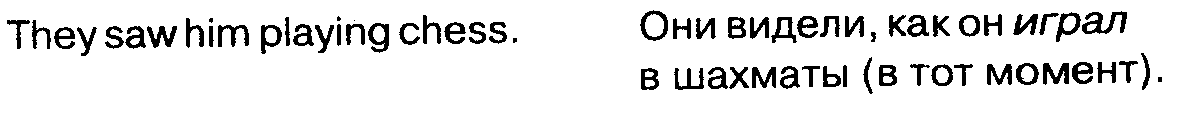 They saw him playing chess.
Они видели, как он играл
в шахматы (в тот момент).